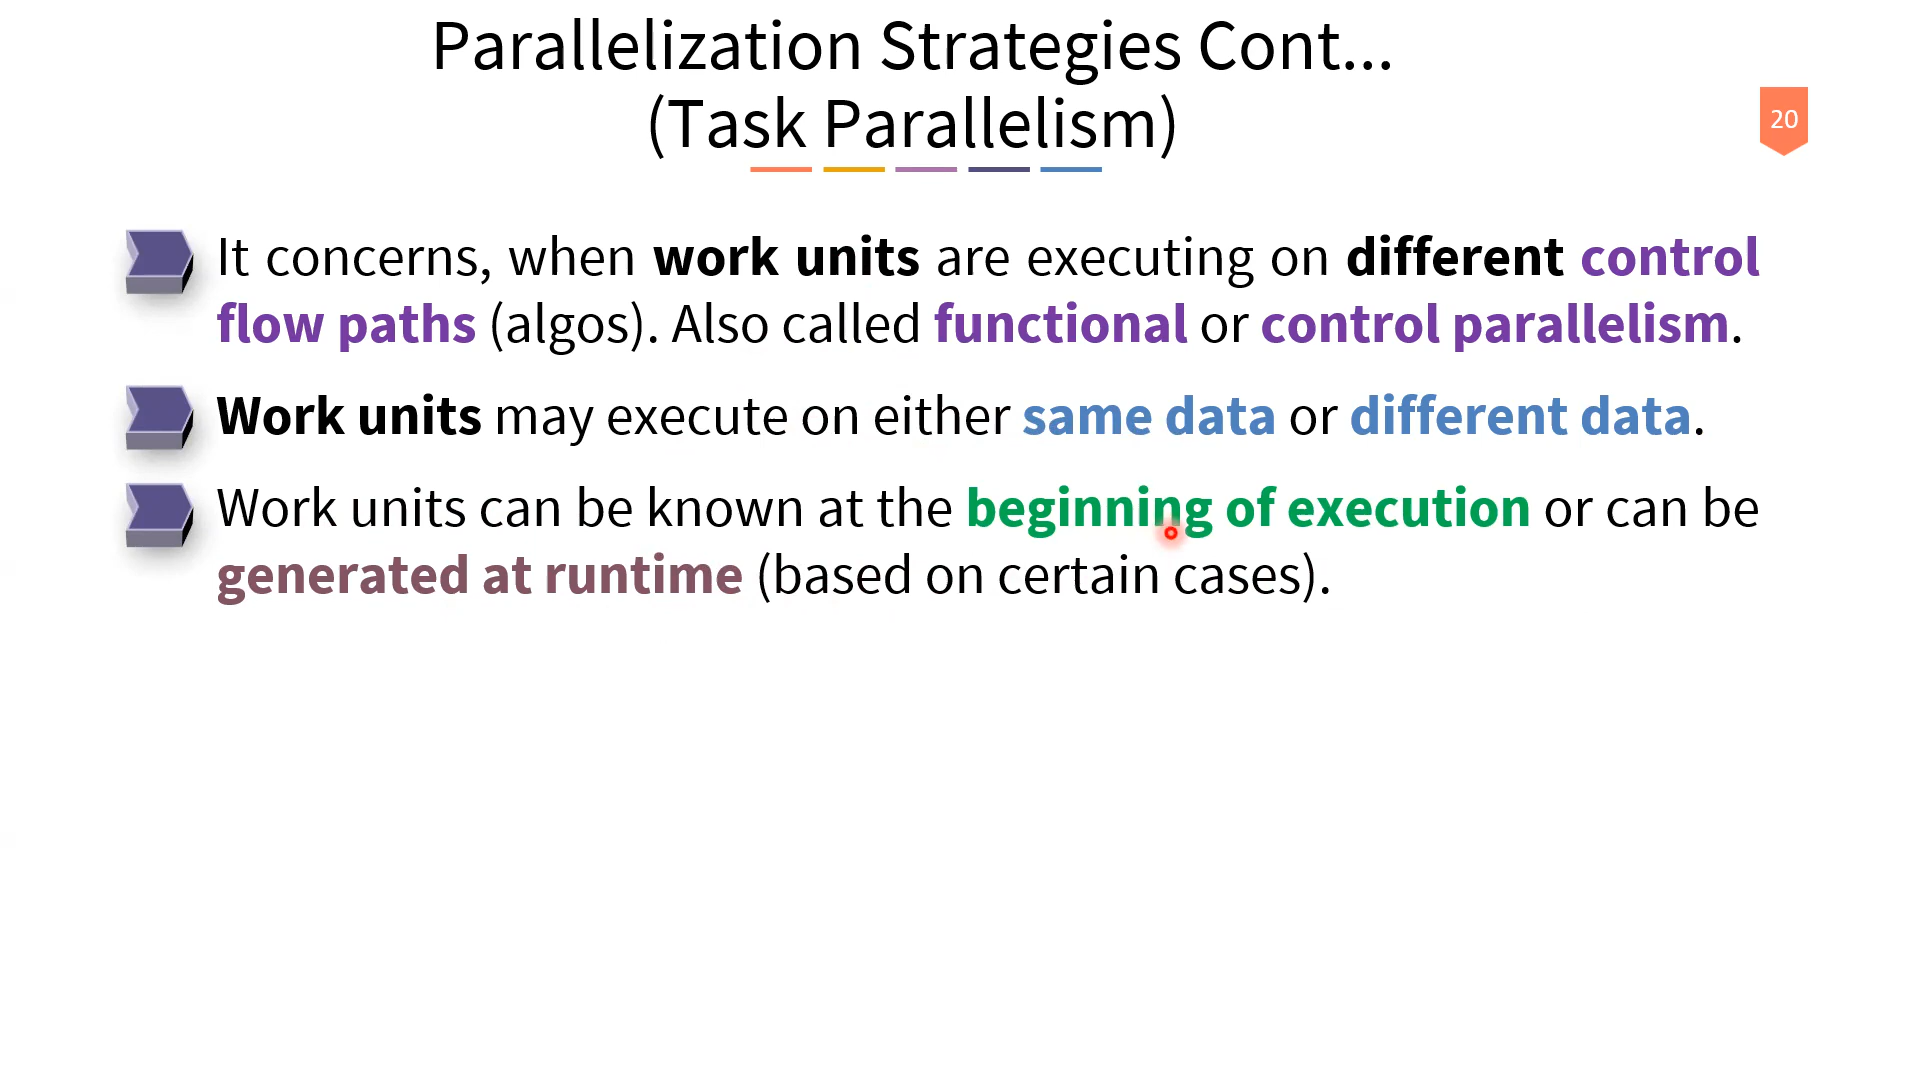 Parallelization Strategies Cont...
(Task Parallelism)
20
It concerns, when work units are executing on different control
flow paths (algos). Also called functional or control parallelism.
Work units may execute on either same data or different data.
Work units can be known at the beginning of execution or can be
generated at runtime (based on certain cases).